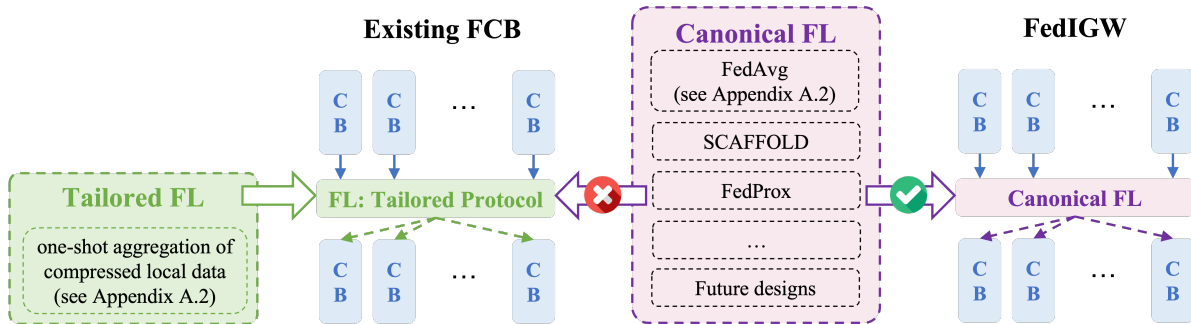 Existing FCB
C
B
C
B
...
C
B
Tailored FL
one-shot aggregation of
compressed local data
(see Appendix A.2)
FL: Tailored Protocol
C
B
C
B
...
C
B
Canonical FL
FedAvg
(see Appendix A.2)
SCAFFOLD
FedProx
...
Future designs
FedIGW
C
B
C
B
...
C
B
Canonical FL
C
B
C
B
...
C
B